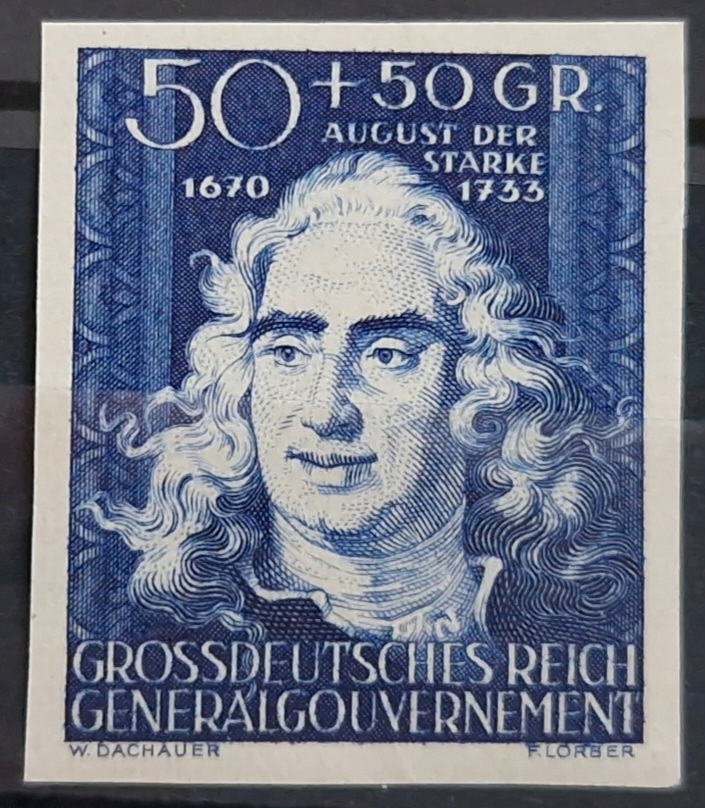 50+50 GR.
AUGUST DER
STARKE
1670 1733
GROSSDEUTSCHES REICH
GENERALGOUVERNEMENT
W. DACHAUER F. LORBER